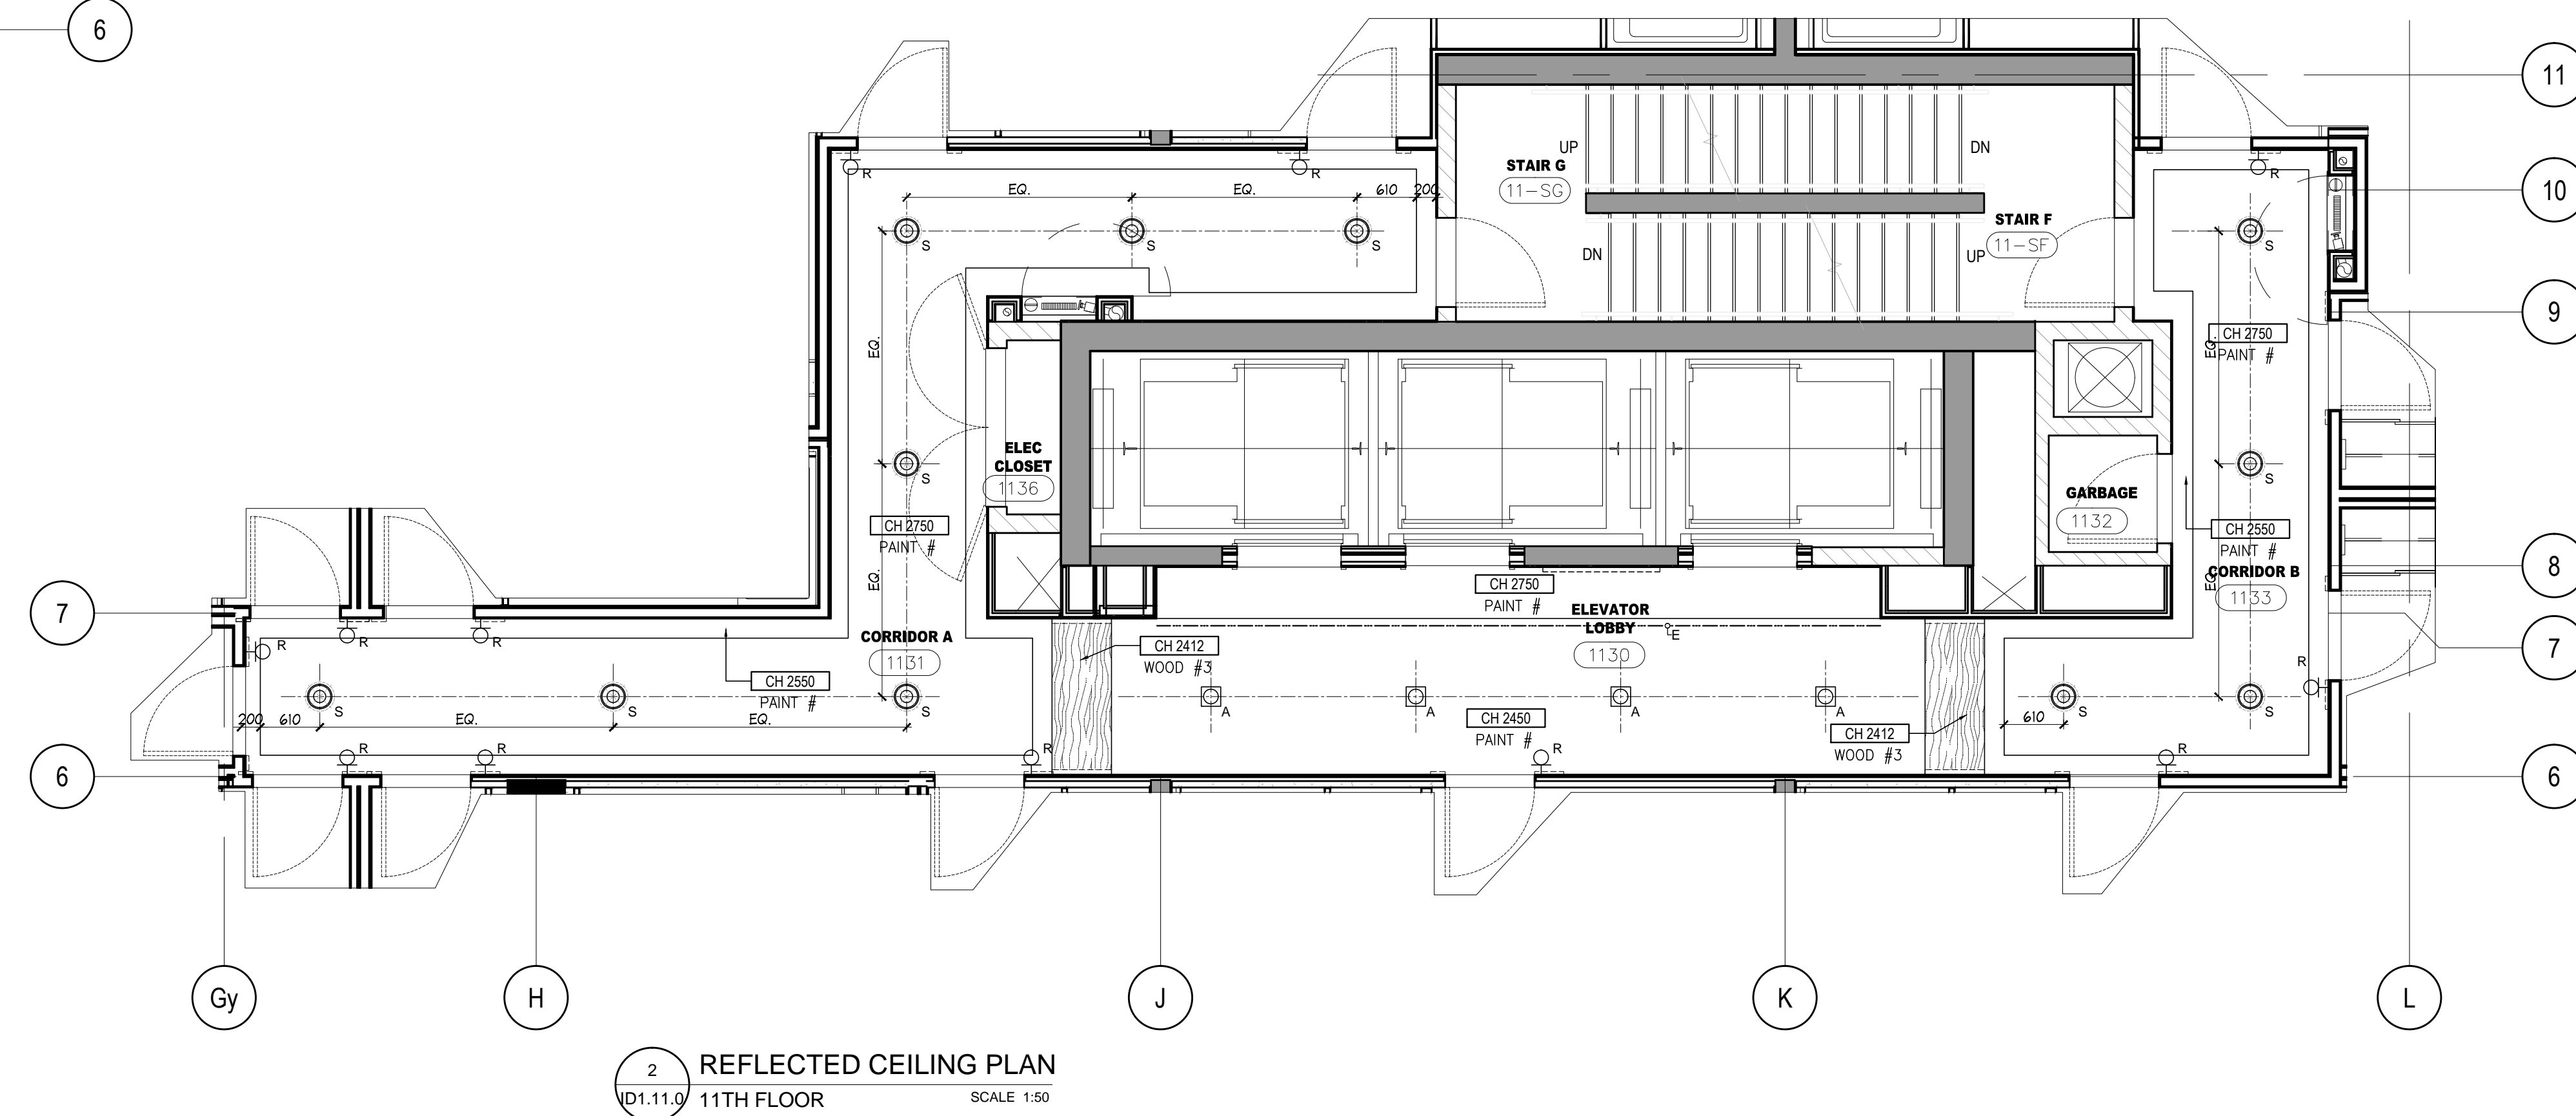 6
11
UP
STAIR G
11-SG
DN
10
R
R
R
EQ.
EQ.
610
200
STAIR F
11-SF
S
S
S
S
DN
UP
9
CH 2750
PAINT #
EQ.
EQ.
ELEC
CLOSET
1136
S
S
GARBAGE
1132
CH 2750
PAINT #
CH 2550
PAINT #
8
EQ.
CH 2750
PAINT #
CORRIDOR B
EQ.
1133
7
ELEVATOR
LOBBY
E
1130
R
R
R
CORRIDOR A
1131
CH 2412
WOOD #3
7
R
CH 2550
PAINT #
S
S
S
A
A
A
A
S
S
200
610
EQ.
EQ.
CH 2450
PAINT #
610
CH 2412
WOOD #3
R
R
R
R
R
6
6
Gy
H
J
K
L
2
ID1.11.0
REFLECTED CEILING PLAN
11TH FLOOR
SCALE 1:50